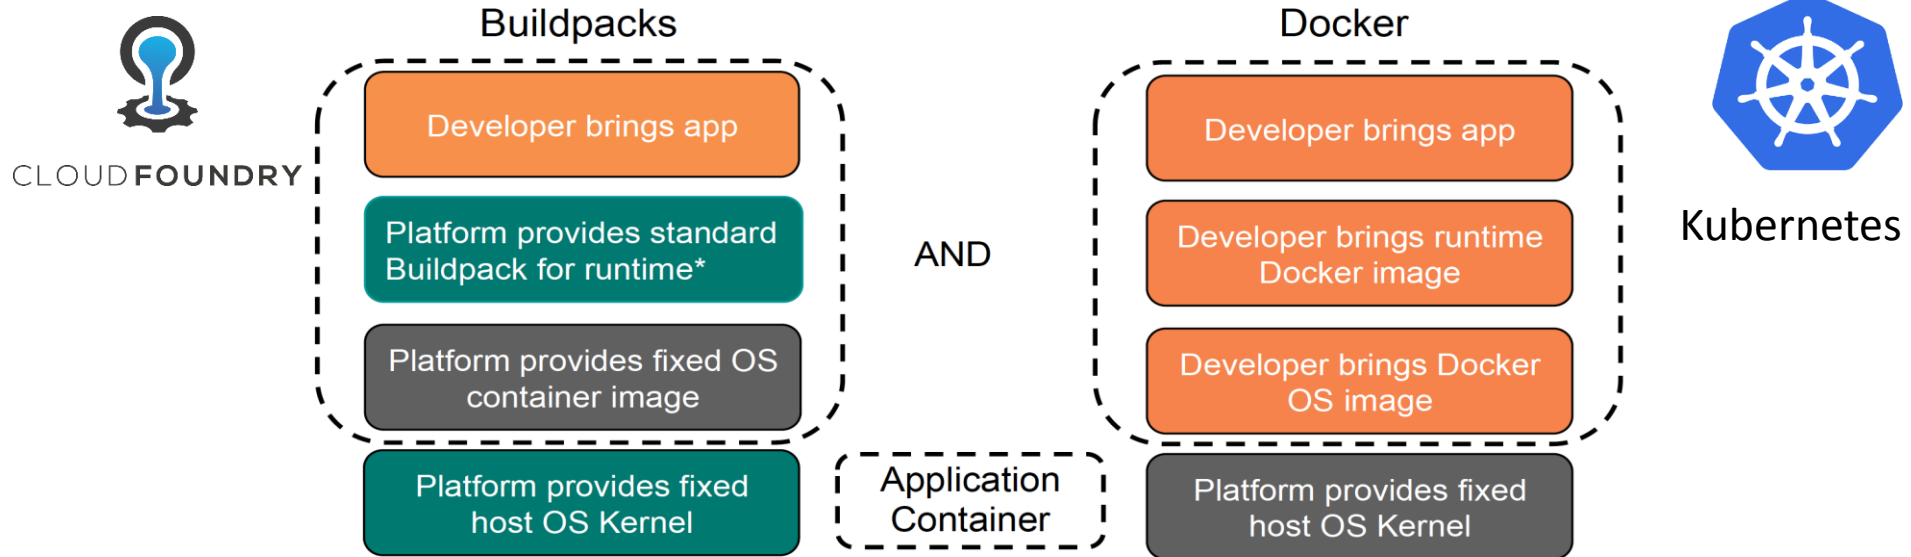 Buildpacks
Docker
CLOUDFOUNDRY
Developer brings app
Platform provides standard
Buildpack for runtime*
Platform provides fixed OS
container image
Platform provides fixed
host OS Kernel
AND
Application
Container
Developer brings app
Developer brings runtime
Docker image
Developer brings Docker
OS image
Platform provides fixed
host OS Kernel
Kubernetes